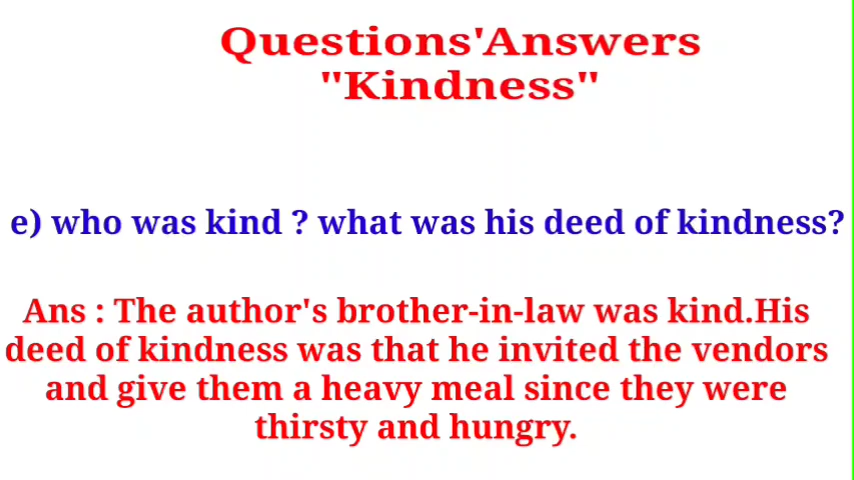 Questions'Answers
"Kindness"
e) who was kind ? what was his deed of kindness?
Ans : The author's brother-in-law was kind.His
deed of kindness was that he invited the vendors
and give them a heavy meal since they were
thirsty and hungry.